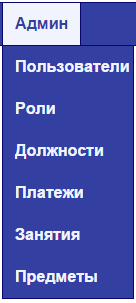 Админ
Пользователи
Роли
Должности
Платежи
Занятия
Предметы